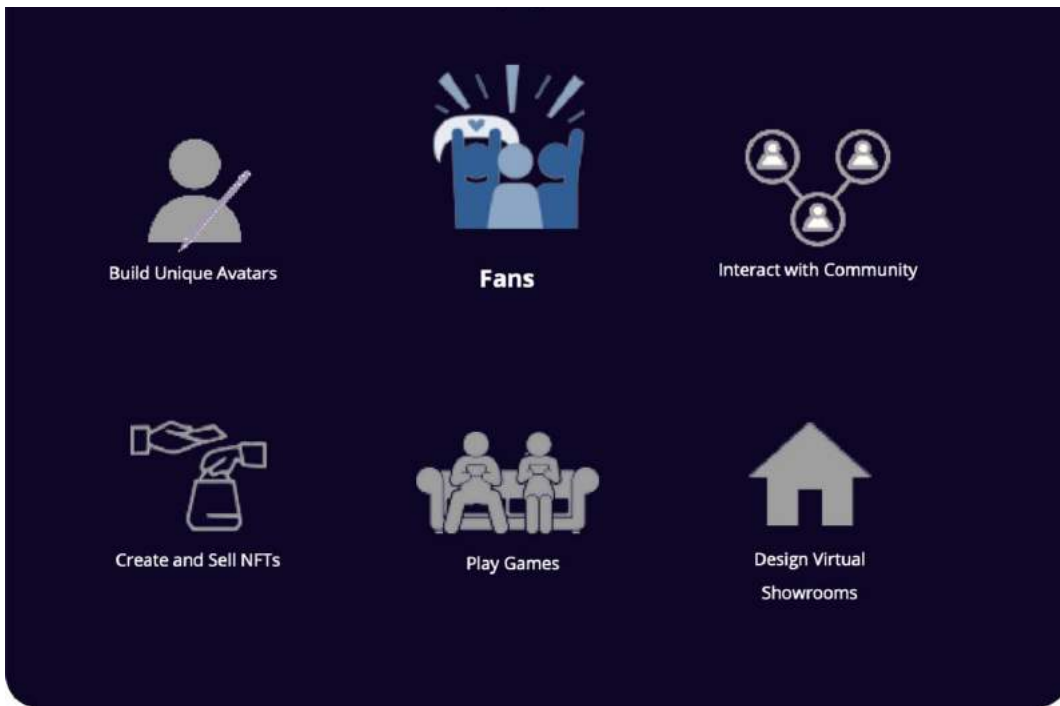 Build Unique Avatars
Fans
Interact with Community
Create and Sell NFTs
Play Games
Design Virtual
Showrooms